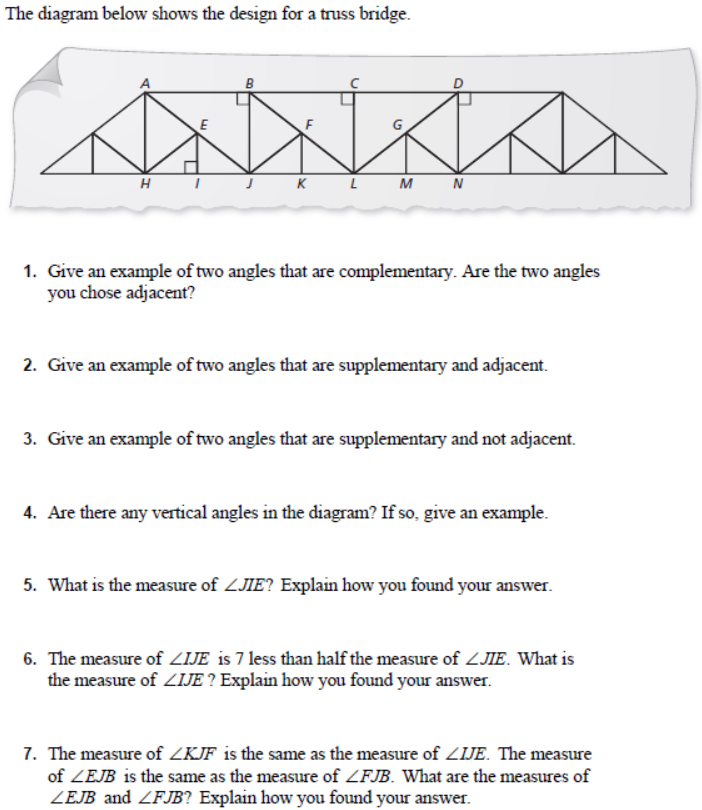 The diagram below shows the design for a truss bridge.
A B C D
E F G
H I J K L M N
1. Give an example of two angles that are complementary. Are the two angles
you chose adjacent?
2. Give an example of two angles that are supplementary and adjacent.
3. Give an example of two angles that are supplementary and not adjacent.
4. Are there any vertical angles in the diagram? If so, give an example.
5. What is the measure of ∠JIE? Explain how you found your answer.
6. The measure of ∠IJE is 7 less than half the measure of ∠JIE. What is
the measure of ∠IJE ? Explain how you found your answer.
7. The measure of ∠KJF is the same as the measure of ∠IJE. The measure
of ∠EJB is the same as the measure of ∠FJB. What are the measures of
∠EJB and ∠FJB? Explain how you found your answer.